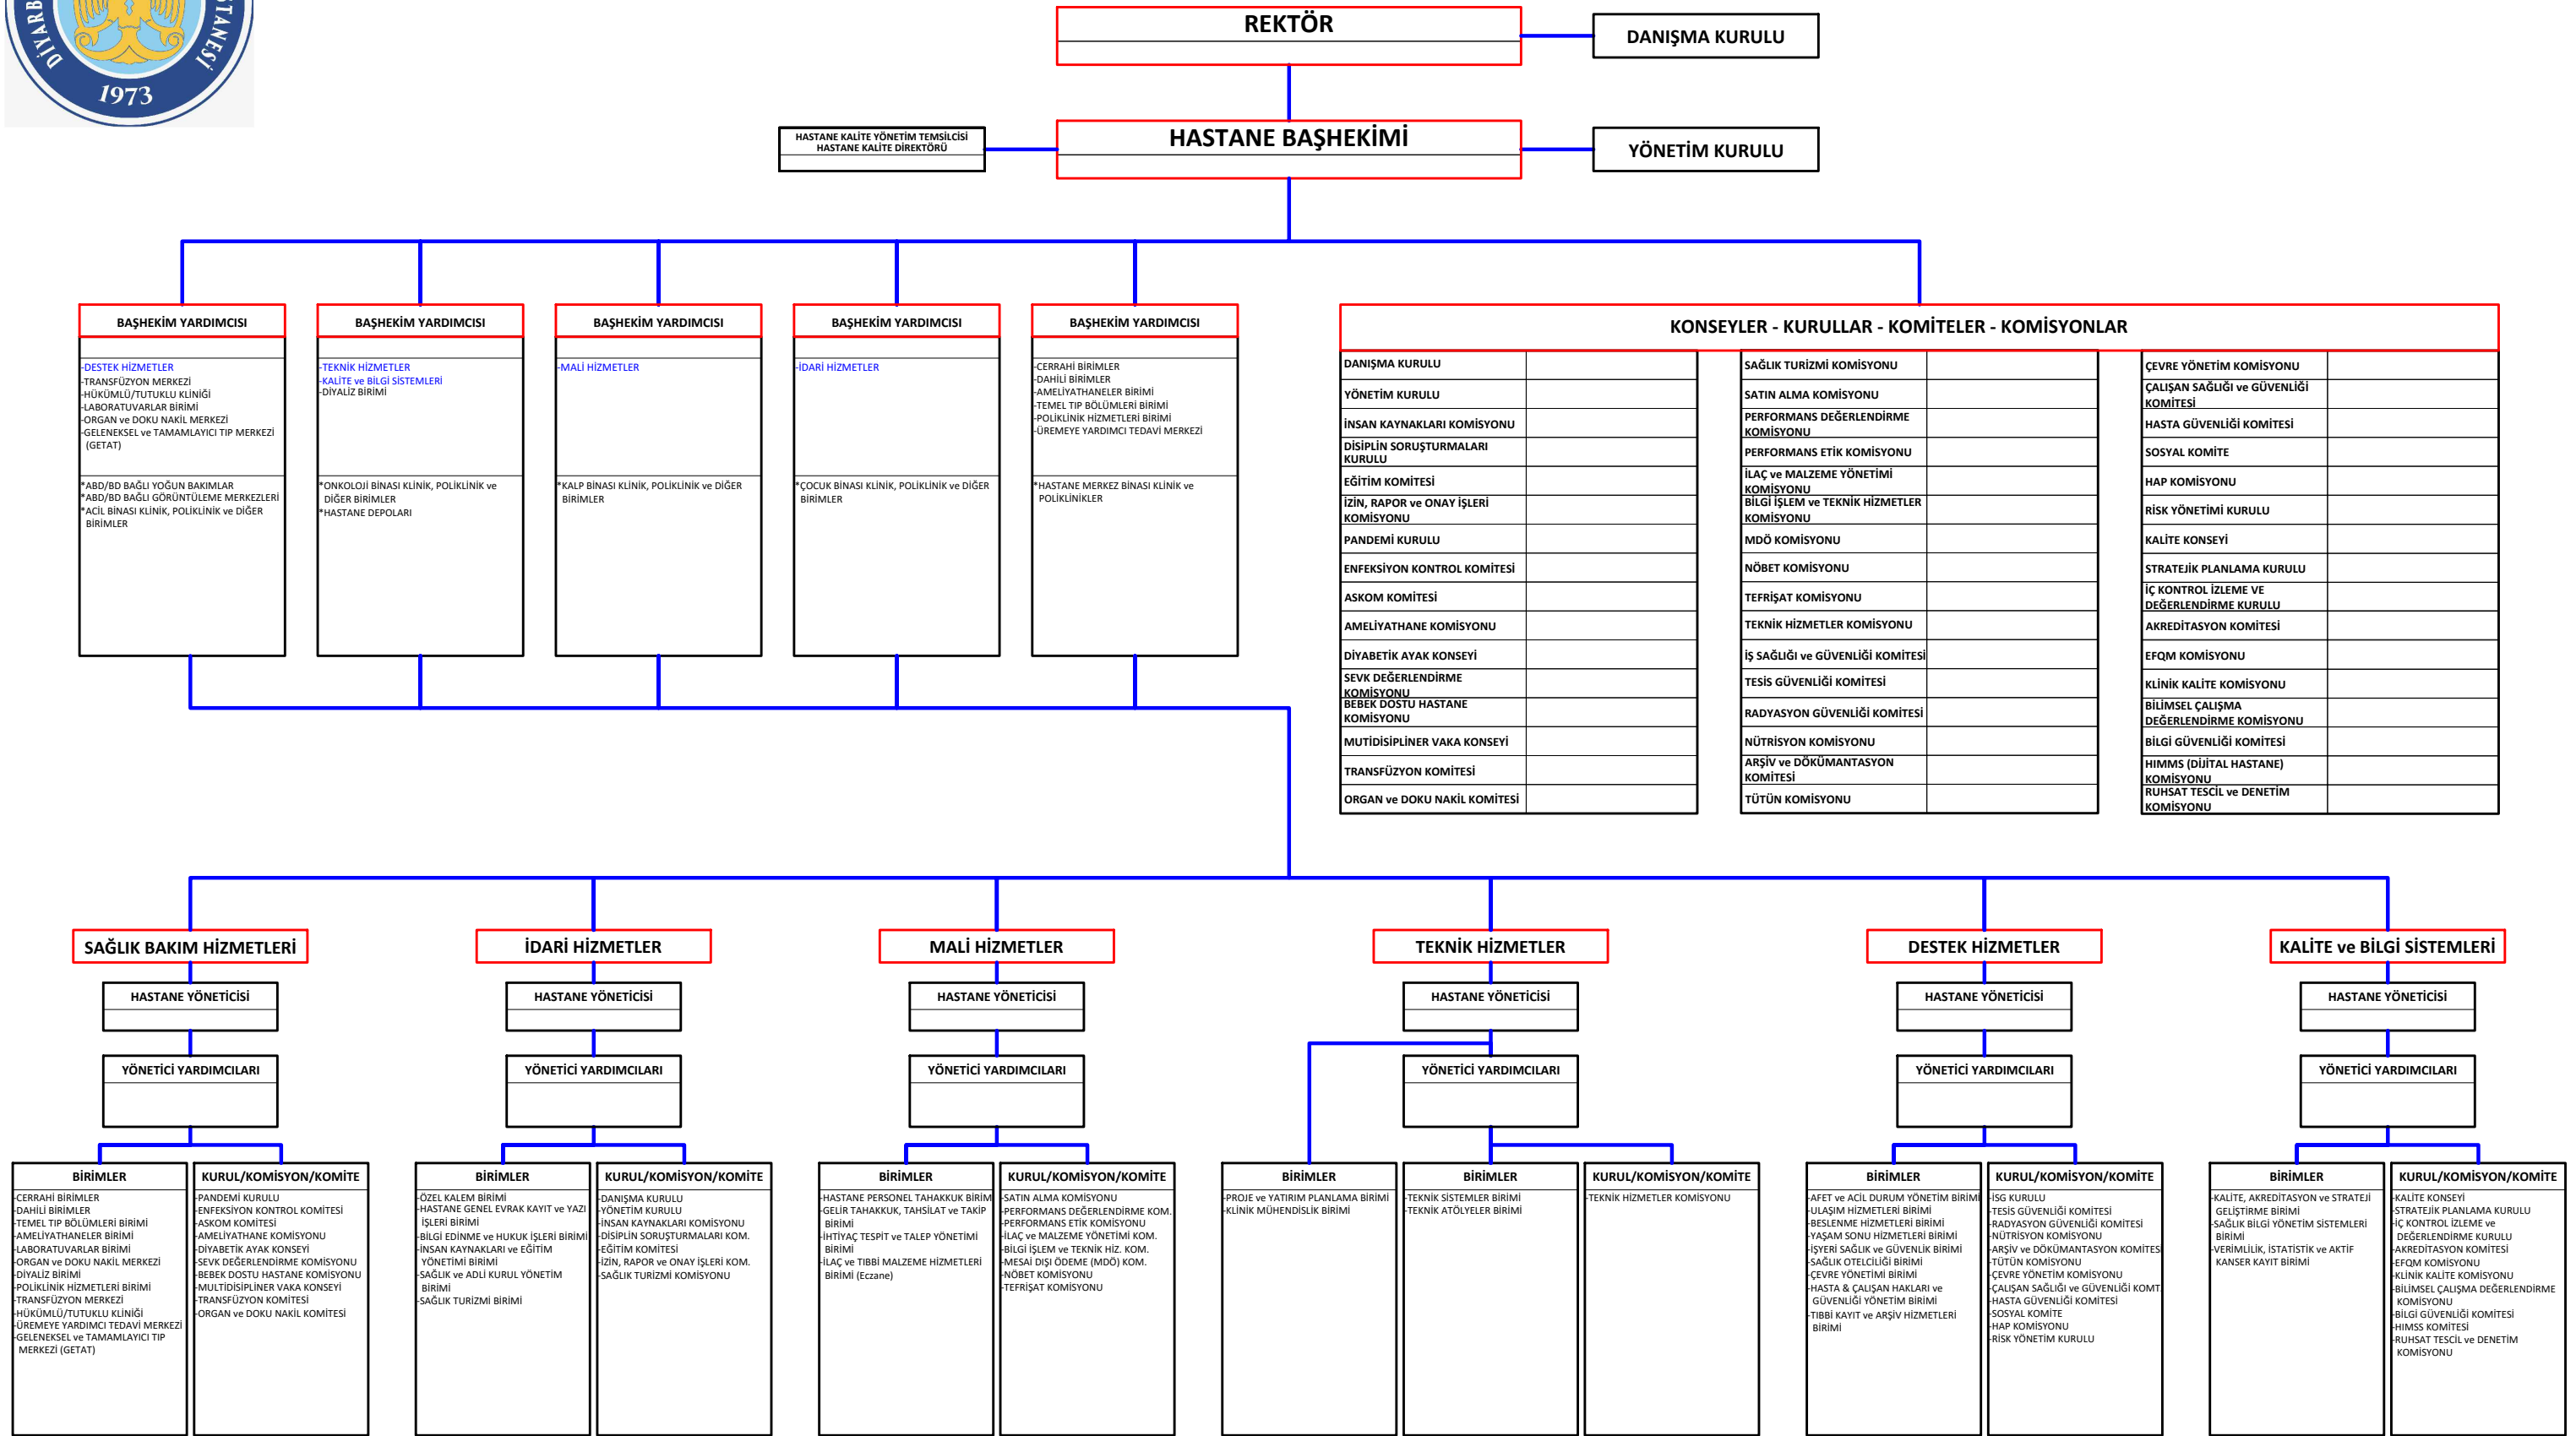 1973
REKTÖR
DANIŞMA KURULU
HASTANE KALİTE YÖNETİM TEMSİLCİSİ
HASTANE KALİTE DİREKTÖRÜ
HASTANE BAŞHEKİMİ
YÖNETİM KURULU
BAŞHEKİM YARDIMCISI
-DESTEK HİZMETLER
-TRANSFÜZYON MERKEZİ
-HÜKÜMLÜ/TUTUKLU KLİNİĞİ
-LABORATUVARLAR BİRİMİ
-ORGAN ve DOKU NAKİL MERKEZİ
-GELENEKSEL ve TAMAMLAYICI TIP MERKEZİ
(GETAT)
*ABD/BD BAĞLI YOĞUN BAKIMLAR
*ABD/BD BAĞLI GÖRÜNTÜLEME MERKEZLERİ
*ACİL BİNASI KLİNİK, POLİKLİNİK ve DİĞER
BİRİMLER
BAŞHEKİM YARDIMCISI
-TEKNİK HİZMETLER
-KALİTE ve BİLGİ SİSTEMLERİ
-DİYALİZ BİRİMİ
*ONKOLOJİ BİNASI KLİNİK, POLİKLİNİK ve
DİĞER BİRİMLER
*HASTANE DEPOLARI
BAŞHEKİM YARDIMCISI
-MALİ HİZMETLER
*KALP BİNASI KLİNİK, POLİKLİNİK ve DİĞER
BİRİMLER
BAŞHEKİM YARDIMCISI
-İDARİ HİZMETLER
*ÇOCUK BİNASI KLİNİK, POLİKLİNİK ve DİĞER
BİRİMLER
BAŞHEKİM YARDIMCISI
-CERRAHİ BİRİMLER
-DAHİLİ BİRİMLER
-AMELİYATHANELER BİRİMİ
-TEMEL TIP BÖLÜMLERİ BİRİMİ
-POLİKLİNİK HİZMETLERİ BİRİMİ
-ÜREMEYE YARDIMCI TEDAVİ MERKEZİ
*HASTANE MERKEZ BİNASI KLİNİK ve
POLİKLİNİKLER
KONSEYLER - KURULLAR - KOMİTELER - KOMİSYONLAR
DANIŞMA KURULU
YÖNETİM KURULU
İNSAN KAYNAKLARI KOMİSYONU
DİSİPLİN SORUŞTURMALARI
KURULU
EĞİTİM KOMİTESİ
İZİN, RAPOR ve ONAY İŞLERİ
KOMİSYONU
PANDEMİ KURULU
ENFEKSİYON KONTROL KOMİTESİ
ASKOM KOMİTESİ
AMELİYATHANE KOMİSYONU
DİYABETİK AYAK KONSEYİ
SEVK DEĞERLENDİRME
KOMİSYONU
BEBEK DOSTU HASTANE
KOMİSYONU
MUTİDİSİPLİNER VAKA KONSEYİ
TRANSFÜZYON KOMİTESİ
ORGAN ve DOKU NAKİL KOMİTESİ
SAĞLIK TURİZMİ KOMİSYONU
SATIN ALMA KOMİSYONU
PERFORMANS DEĞERLENDİRME
KOMİSYONU
PERFORMANS ETİK KOMİSYONU
İLAÇ ve MALZEME YÖNETİMİ
KOMİSYONU
BİLGİ İŞLEM ve TEKNİK HİZMETLER
KOMİSYONU
MDÖ KOMİSYONU
NÖBET KOMİSYONU
TEFRİŞAT KOMİSYONU
TEKNİK HİZMETLER KOMİSYONU
İŞ SAĞLIĞI ve GÜVENLİĞİ KOMİTESİ
TESİS GÜVENLİĞİ KOMİTESİ
RADYASYON GÜVENLİĞİ KOMİTESİ
NÜTRİSYON KOMİSYONU
ARŞİV ve DÖKÜMANTASYON
KOMİTESİ
TÜTÜN KOMİSYONU
ÇEVRE YÖNETİM KOMİSYONU
ÇALIŞAN SAĞLIĞI ve GÜVENLİĞİ
KOMİTESİ
HASTA GÜVENLİĞİ KOMİTESİ
SOSYAL KOMİTE
HAP KOMİSYONU
RİSK YÖNETİMİ KURULU
KALİTE KONSEYİ
STRATEJİK PLANLAMA KURULU
İÇ KONTROL İZLEME VE
DEĞERLENDİRME KURULU
AKREDİTASYON KOMİTESİ
EFQM KOMİSYONU
KLİNİK KALİTE KOMİSYONU
BİLİMSEL ÇALIŞMA
DEĞERLENDİRME KOMİSYONU
BİLGİ GÜVENLİĞİ KOMİTESİ
HIMMS (DİJİTAL HASTANE)
KOMİSYONU
RUHSAT TESCİL ve DENETİM
KOMİSYONU
SAĞLIK BAKIM HİZMETLERİ
HASTANE YÖNETİCİSİ
YÖNETİCİ YARDIMCILARI
BİRİMLER
-CERRAHİ BİRİMLER
-DAHİLİ BİRİMLER
-TEMEL TIP BÖLÜMLERİ BİRİMİ
-AMELİYATHANELER BİRİMİ
-LABORATUVARLAR BİRİMİ
-ORGAN ve DOKU NAKİL MERKEZİ
-DİYALİZ BİRİMİ
-POLİKLİNİK HİZMETLERİ BİRİMİ
-TRANSFÜZYON MERKEZİ
-HÜKÜMLÜ/TUTUKLU KLİNİĞİ
-ÜREMEYE YARDIMCI TEDAVİ MERKEZİ
-GELENEKSEL ve TAMAMLAYICI TIP
MERKEZİ (GETAT)
KURUL/KOMİSYON/KOMİTE
-PANDEMİ KURULU
-ENFEKSİYON KONTROL KOMİTESİ
-ASKOM KOMİTESİ
-AMELİYATHANE KOMİSYONU
-DİYABETİK AYAK KONSEYİ
-SEVK DEĞERLENDİRME KOMİSYONU
-BEBEK DOSTU HASTANE KOMİSYONU
-MULTİDİSİPLİNER VAKA KONSEYİ
-TRANSFÜZYON KOMİTESİ
-ORGAN ve DOKU NAKİL KOMİTESİ
İDARİ HİZMETLER
HASTANE YÖNETİCİSİ
YÖNETİCİ YARDIMCILARI
BİRİMLER
-ÖZEL KALEM BİRİMİ
-HASTANE GENEL EVRAK KAYIT ve YAZI
İŞLERİ BİRİMİ
-BİLGİ EDİNME ve HUKUK İŞLERİ BİRİMİ
-İNSAN KAYNAKLARI ve EĞİTİM
YÖNETİMİ BİRİMİ
-SAĞLIK ve ADLİ KURUL YÖNETİM
BİRİMİ
-SAĞLIK TURİZMİ BİRİMİ
KURUL/KOMİSYON/KOMİTE
-DANIŞMA KURULU
-YÖNETİM KURULU
-İNSAN KAYNAKLARI KOMİSYONU
-DİSİPLİN SORUŞTURMALARI KOM.
-EĞİTİM KOMİTESİ
-İZİN, RAPOR ve ONAY İŞLERİ KOM.
-SAĞLIK TURİZMİ KOMİSYONU
MALİ HİZMETLER
HASTANE YÖNETİCİSİ
YÖNETİCİ YARDIMCILARI
BİRİMLER
-HASTANE PERSONEL TAHAKKUK BİRİM
-GELİR TAHAKKUK, TAHSİLAT ve TAKİP
BİRİMİ
-İHTİYAÇ TESPİT ve TALEP YÖNETİMİ
BİRİMİ
-İLAÇ ve TIBBİ MALZEME HİZMETLERİ
BİRİMİ (Eczane)
KURUL/KOMİSYON/KOMİTE
-SATIN ALMA KOMİSYONU
-PERFORMANS DEĞERLENDİRME KOM.
-PERFORMANS ETİK KOMİSYONU
-İLAÇ ve MALZEME YÖNETİMİ KOM.
-BİLGİ İŞLEM ve TEKNİK HİZ. KOM.
-MESAİ DIŞI ÖDEME (MDÖ) KOM.
-NÖBET KOMİSYONU
-TEFRİŞAT KOMİSYONU
TEKNİK HİZMETLER
HASTANE YÖNETİCİSİ
YÖNETİCİ YARDIMCILARI
BİRİMLER
-PROJE ve YATIRIM PLANLAMA BİRİMİ
-KLİNİK MÜHENDİSLİK BİRİMİ
BİRİMLER
-TEKNİK SİSTEMLER BİRİMİ
-TEKNİK ATÖLYELER BİRİMİ
KURUL/KOMİSYON/KOMİTE
-TEKNİK HİZMETLER KOMİSYONU
DESTEK HİZMETLER
HASTANE YÖNETİCİSİ
YÖNETİCİ YARDIMCILARI
BİRİMLER
-AFET ve ACİL DURUM YÖNETİM BİRİMİ
-ULAŞIM HİZMETLERİ BİRİMİ
-BESLENME HİZMETLERİ BİRİMİ
-YAŞAM SONU HİZMETLERİ BİRİMİ
-İŞYERİ SAĞLIK ve GÜVENLİK BİRİMİ
-SAĞLIK OTELCİLİĞİ BİRİMİ
-ÇEVRE YÖNETİMİ BİRİMİ
-HASTA & ÇALIŞAN HAKLARI ve
GÜVENLİĞİ YÖNETİM BİRİMİ
-TIBBİ KAYIT ve ARŞİV HİZMETLERİ
BİRİMİ
KURUL/KOMİSYON/KOMİTE
-İSG KURULU
-TESİS GÜVENLİĞİ KOMİTESİ
-RADYASYON GÜVENLİĞİ KOMİTESİ
-NÜTRİSYON KOMİSYONU
-ARŞİV ve DÖKÜMANTASYON KOMİTES
-TÜTÜN KOMİSYONU
-ÇEVRE YÖNETİM KOMİSYONU
-ÇALIŞAN SAĞLIĞI ve GÜVENLİĞİ KOMT.
-HASTA GÜVENLİĞİ KOMİTESİ
-SOSYAL KOMİTE
-HAP KOMİSYONU
-RİSK YÖNETİM KURULU
KALİTE ve BİLGİ SİSTEMLERİ
HASTANE YÖNETİCİSİ
YÖNETİCİ YARDIMCILARI
BİRİMLER
-KALİTE, AKREDİTASYON ve STRATEJİ
GELİŞTİRME BİRİMİ
-SAĞLIK BİLGİ YÖNETİM SİSTEMLERİ
BİRİMİ
-VERİMLİLİK, İSTATİSTİK ve AKTİF
KANSER KAYIT BİRİMİ
KURUL/KOMİSYON/KOMİTE
-KALİTE KONSEYİ
-STRATEJİK PLANLAMA KURULU
-İÇ KONTROL İZLEME ve
DEĞERLENDİRME KURULU
-AKREDİTASYON KOMİTESİ
-EFQM KOMİSYONU
-KLİNİK KALİTE KOMİSYONU
-BİLİMSEL ÇALIŞMA DEĞERLENDİRME
KOMİSYONU
-BİLGİ GÜVENLİĞİ KOMİTESİ
-HIMSS KOMİTESİ
-RUHSAT TESCİL ve DENETİM
KOMİSYONU